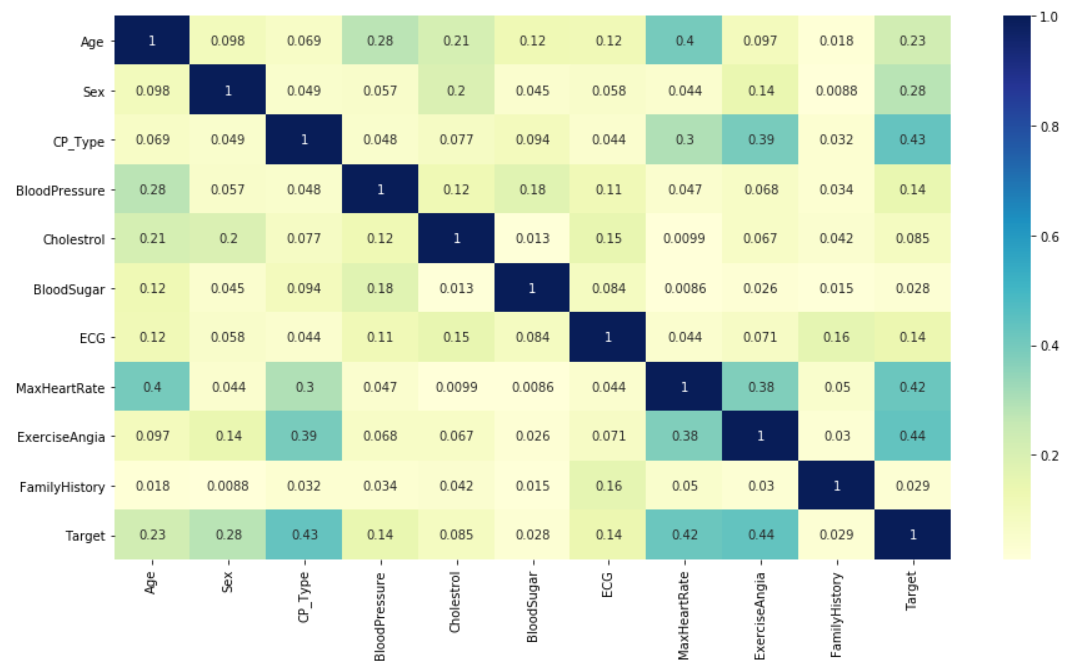 Age 1 0.098 0.069 0.28 0.21 0.12 0.12 0.4 0.097 0.018 0.23
Sex 0.098 1 0.049 0.057 0.2 0.045 0.058 0.044 0.14 0.0088 0.28
CP_Type 0.069 0.049 1 0.048 0.077 0.094 0.044 0.3 0.39 0.032 0.43
BloodPressure 0.28 0.057 0.048 1 0.12 0.18 0.11 0.047 0.068 0.034 0.14
Cholestrol 0.21 0.2 0.077 0.12 1 0.013 0.15 0.0099 0.067 0.042 0.085
BloodSugar 0.12 0.045 0.094 0.18 0.013 1 0.084 0.0086 0.026 0.015 0.028
ECG 0.12 0.058 0.044 0.11 0.15 0.084 1 0.044 0.071 0.16 0.14
MaxHeartRate 0.4 0.044 0.3 0.047 0.0099 0.0086 0.044 1 0.38 0.05 0.42
ExerciseAngia 0.097 0.14 0.39 0.068 0.067 0.026 0.071 0.38 1 0.03 0.44
FamilyHistory 0.018 0.0088 0.032 0.034 0.042 0.015 0.16 0.05 0.03 1 0.029
Target 0.23 0.28 0.43 0.14 0.085 0.028 0.14 0.42 0.44 0.029 1
Age
Sex
CP_Type
BloodPressure
Cholestrol
BloodSugar
ECG
MaxHeartRate
ExerciseAngia
FamilyHistory
Target
1.0
0.8
0.6
0.4
0.2